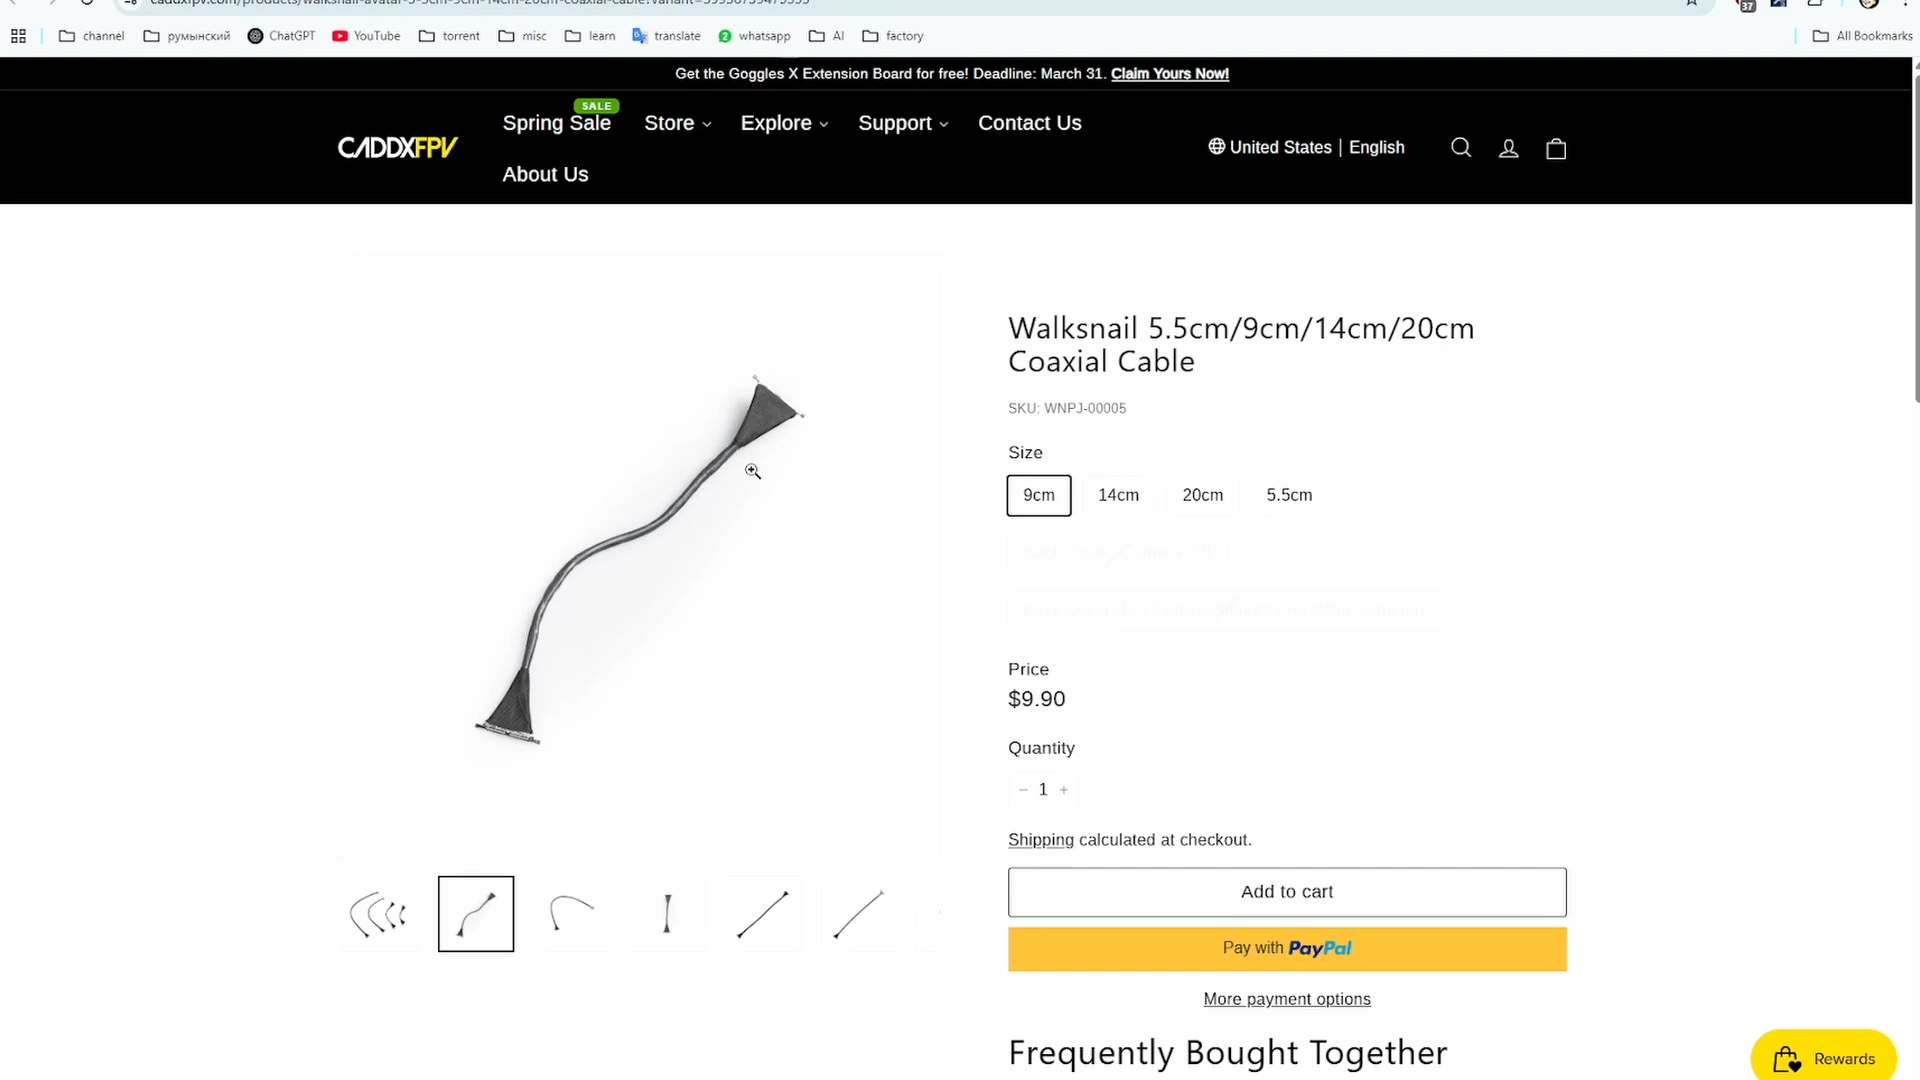 channel
румынский
ChatGPT
YouTube
torrent
misc
learn
translate
whatsapp
AI
factory
All Bookmarks
37
Get the Goggles X Extension Board for free! Deadline: March 31. Claim Yours Now!
CADDXFPV
SALE
Spring Sale
Store
Explore
Support
Contact Us
About Us
United States | English
Walksnail 5.5cm/9cm/14cm/20cm
Coaxial Cable
SKU: WNPJ-00005
Size
9cm
14cm
20cm
5.5cm
Price
$9.90
Quantity
− 1 +
Shipping calculated at checkout.
Add to cart
Pay with PayPal
More payment options
Frequently Bought Together
Rewards